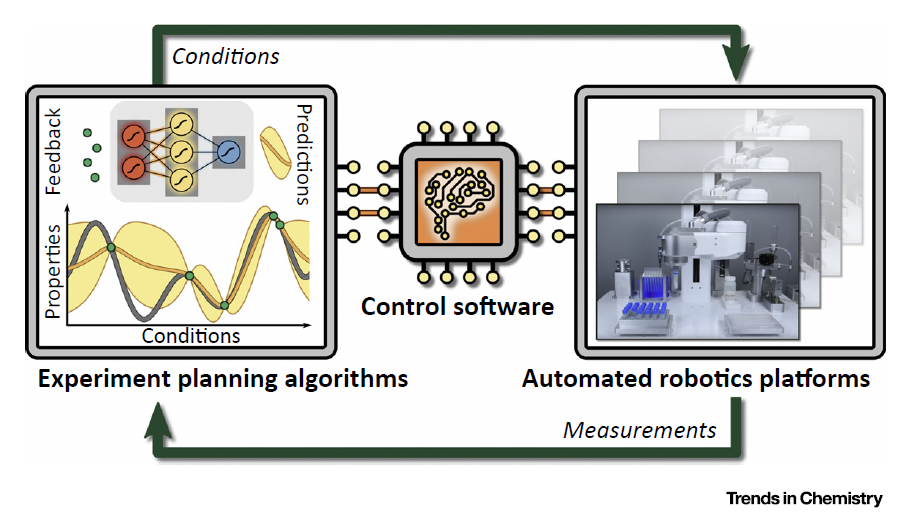 Conditions
Feedback
Predictions
Properties
Conditions
Control software
Experiment planning algorithms
Automated robotics platforms
Measurements
Trends in Chemistry